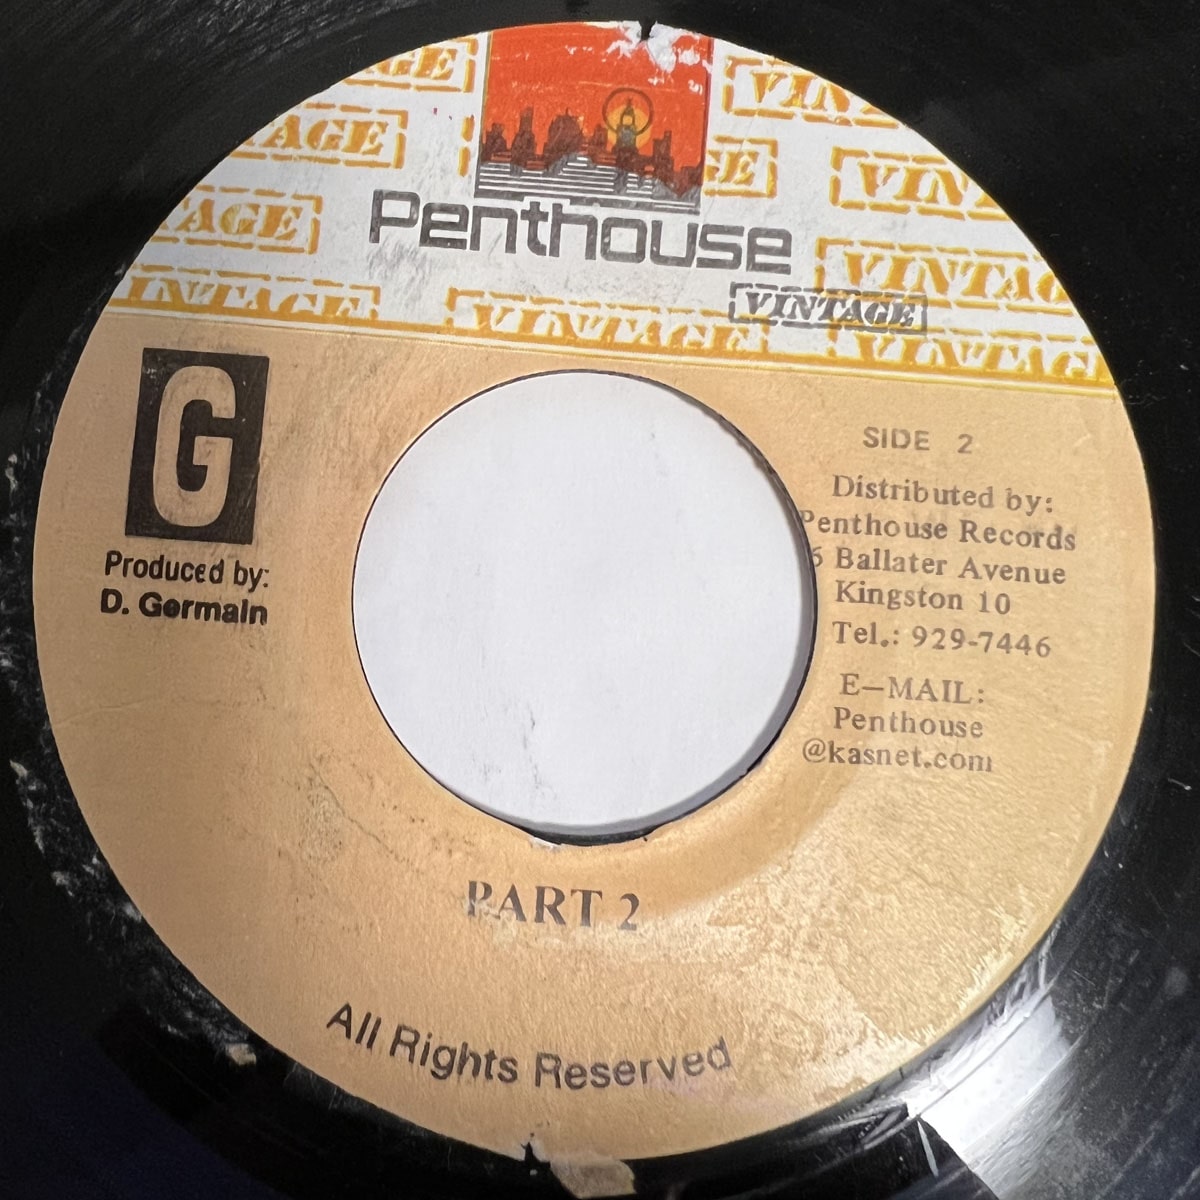 VINTAGE
Penthouse
VINTAGE
G
Produced by:
D. Germain
SIDE 2
Distributed by:
Penthouse Records
6 Ballater Avenue
Kingston 10
Tel.: 929-7446
E-MAIL:
Penthouse
@kasnet.com
PART 2
All Rights Reserved